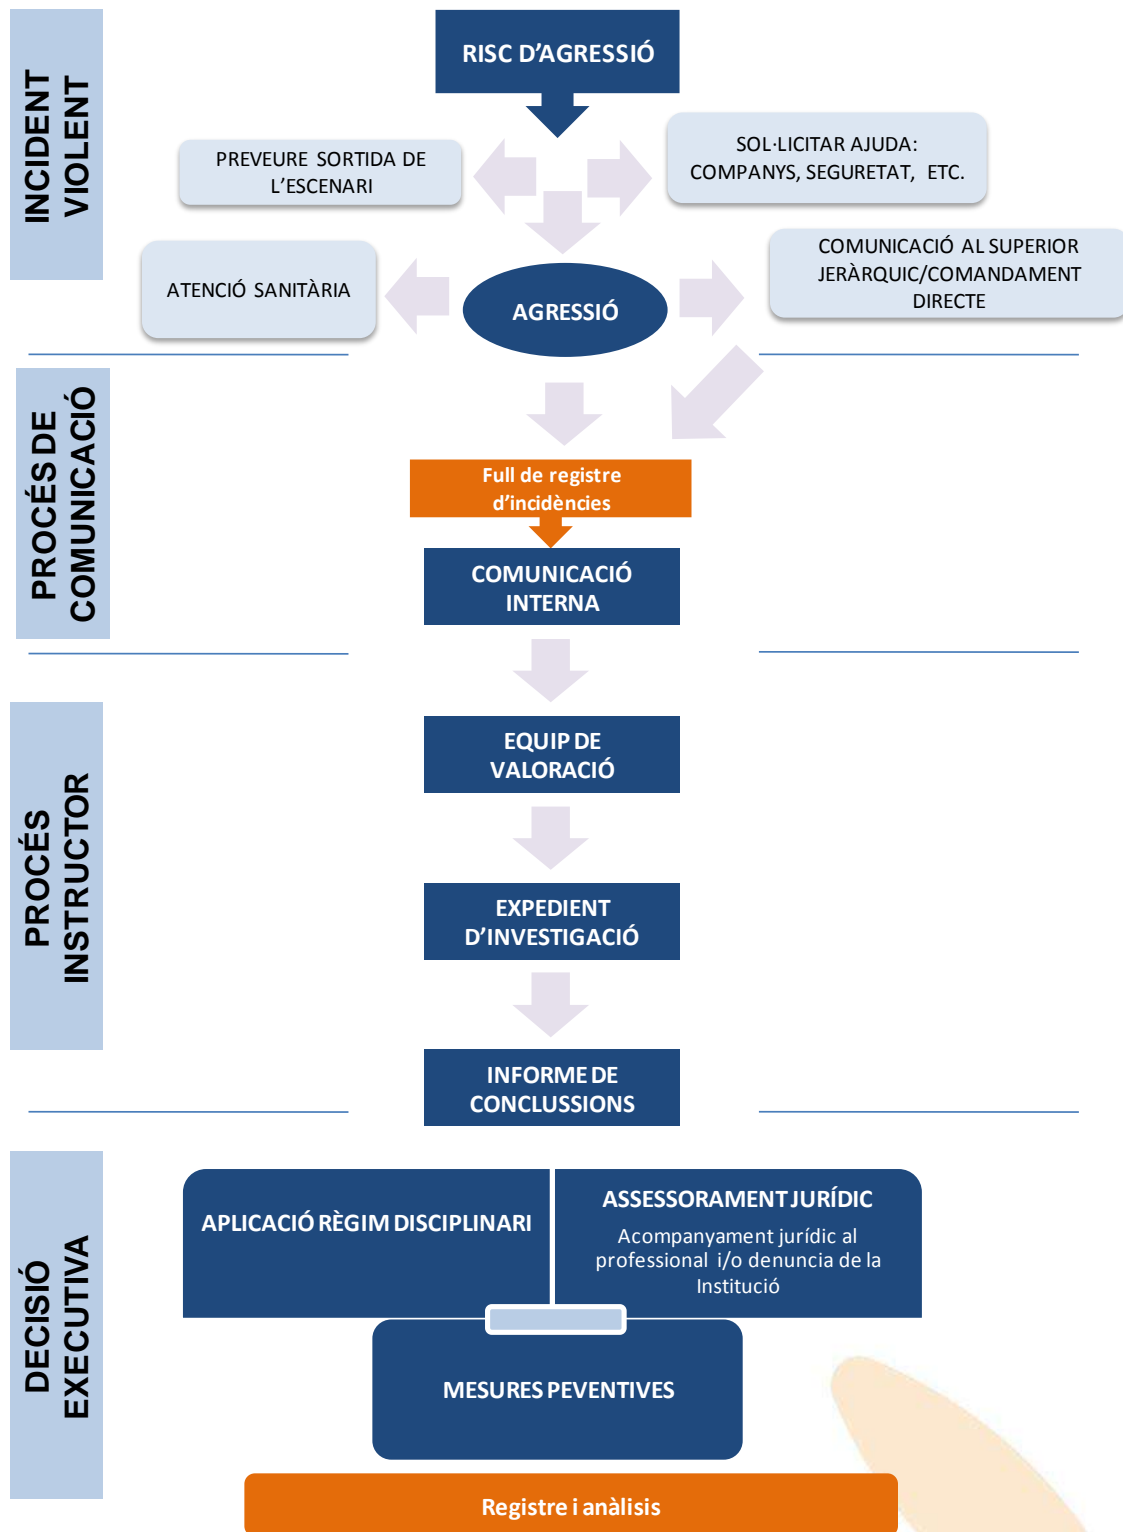 INCIDENT
VIOLENT
RISC D'AGRESSIÓ
PREVEURE SORTIDA DE
L'ESCENARI
SOL·LICITAR AJUDA:
COMPANYS, SEGURETAT, ETC.
ATENCIÓ SANITÀRIA
AGRESSIÓ
COMUNICACIÓ AL SUPERIOR
JERÀRQUIC/COMANDAMENT
DIRECTE
PROCÉS DE
COMUNICACIÓ
Full de registre
d'incidències
COMUNICACIÓ
INTERNA
PROCÉS
INSTRUCTOR
EQUIP DE
VALORACIÓ
EXPEDIENT
D'INVESTIGACIÓ
INFORME DE
CONCLUSSIONS
DECISIÓ
EXECUTIVA
APLICACIÓ RÈGIM DISCIPLINARI
ASSESSORAMENT JURÍDIC
Acompanyament jurídic al
professional i/o denuncia de la
Institució
MESURES PEVENTIVES
Registre i anàlisis